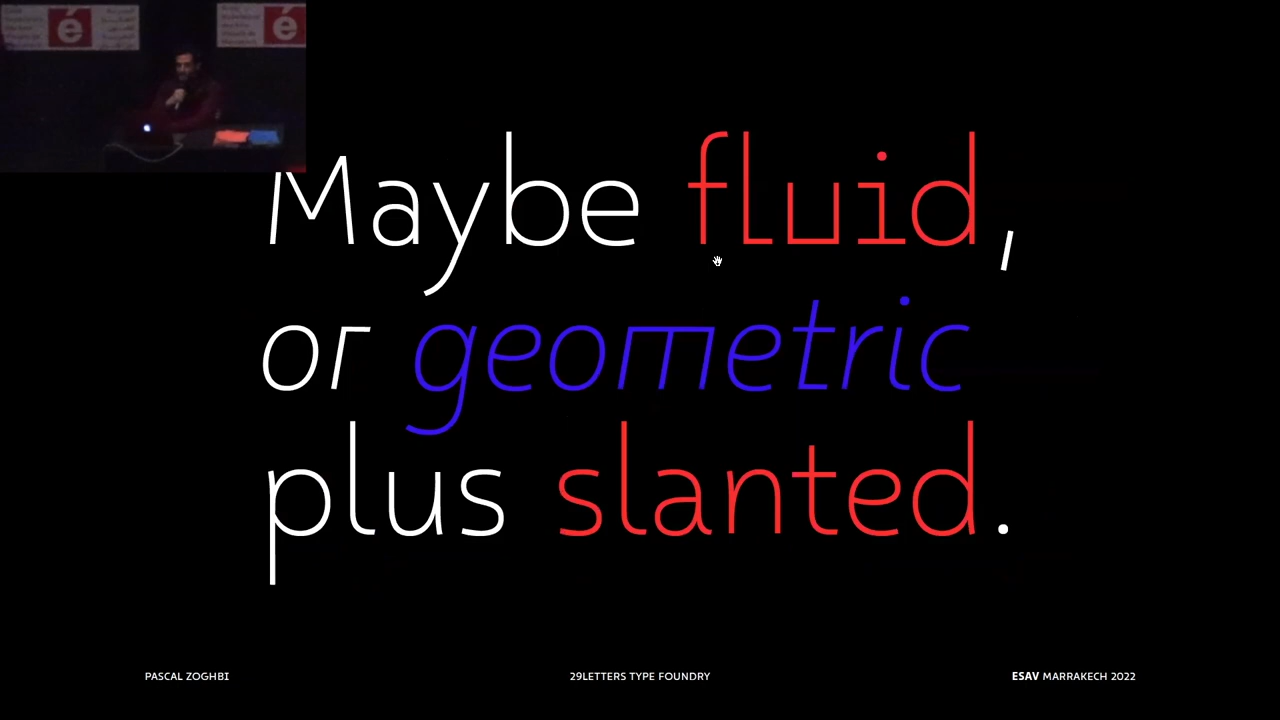 é
é
Maybe fluid,
or geometric
plus slanted.
PASCAL ZOGHBI
29LETTERS TYPE FOUNDRY
ESAV MARRAKECH 2022